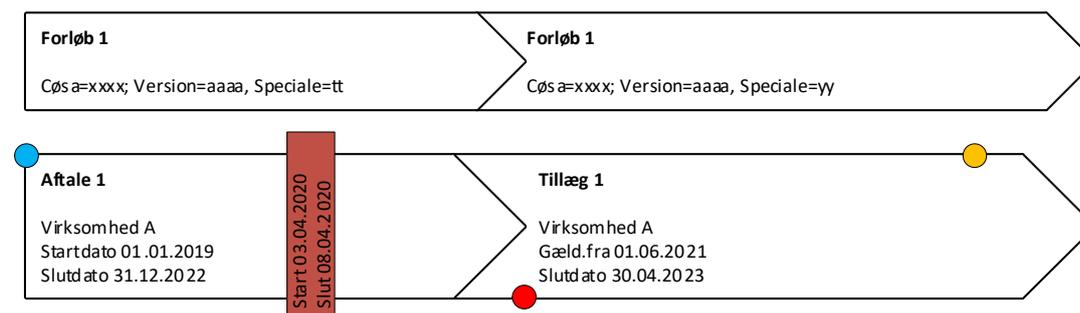 Forløb 1
Cøsa=xxxx; Version=aaaa, Speciale=tt
Forløb 1
Cøsa=xxxx; Version=aaaa, Speciale=yy
Aftale 1
Virksomhed A
Startdato 01.01.2019
Slutdato 31.12.2022
Start 03.04.2020
Slut 08.04.2020
Tillæg 1
Virksomhed A
Gæld.fra 01.06.2021
Slutdato 30.04.2023